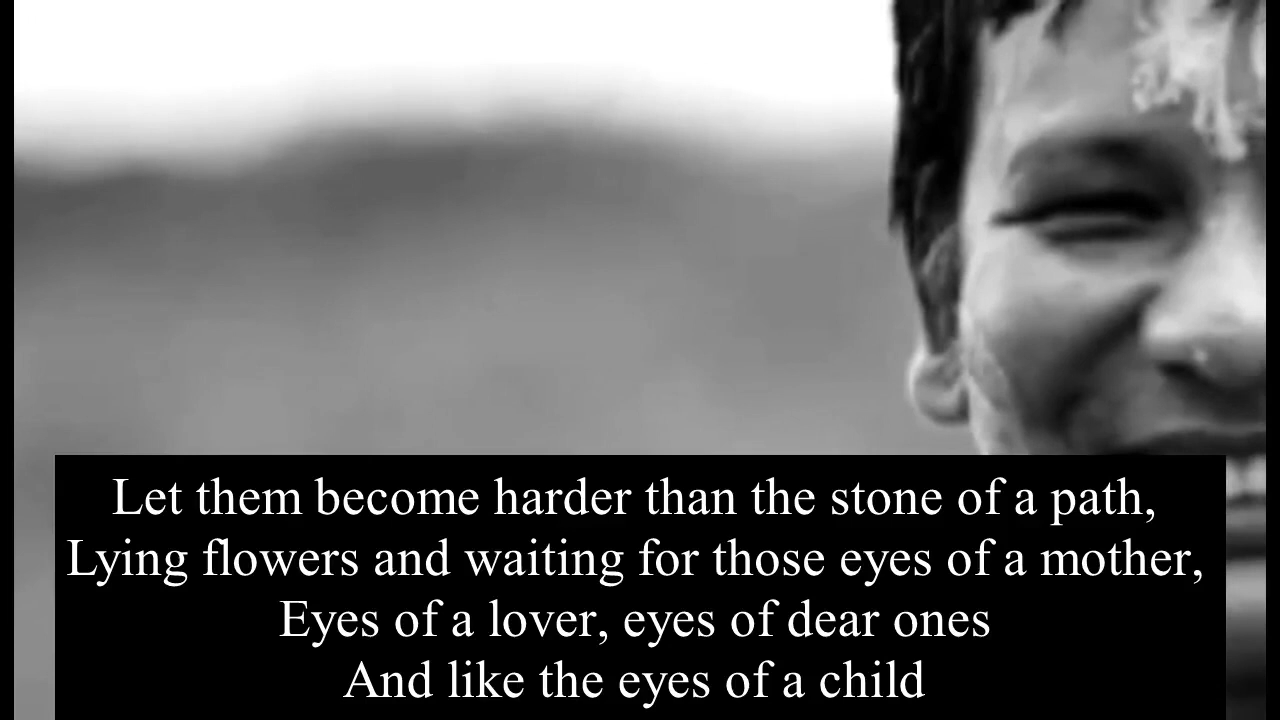 Let them become harder than the stone of a path,
Lying flowers and waiting for those eyes of a mother,
Eyes of a lover, eyes of dear ones
And like the eyes of a child